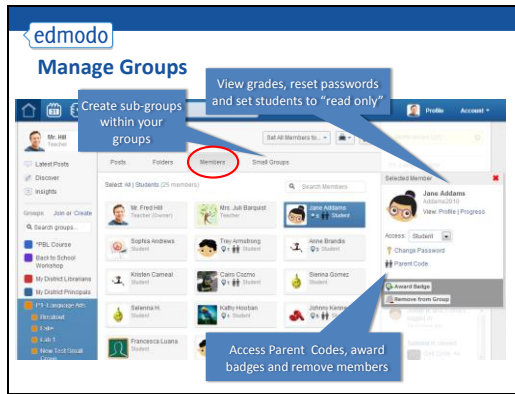 edmodo
Manage Groups
View grades, reset passwords
and set students to “read only”
Create sub-groups
within your
groups
Profile
Account
Mr. Hill
Teacher
Latest Posts
Discover
Insights
Groups Join or Create
Search groups...
*PBL Course
Back to School
Workshop
My District Librarians
My District Principals
Set All Members to...
Posts Folders Members Small Groups
Select: All | Students (25 members)
Search Members
Mr. Fred Hill
Teacher (Owner)
Mrs. Juli Barquist
Teacher
Jane Addams
Student
Sophia Andrews
Student
Trey Armstrong
Student
Anne Brandis
Student
Kristen Carneal
Student
Cairo Cozmo
Student
Sienna Gomez
Student
Selanna H.
Student
Kathy Hooban
Student
Johnny
Student
Francesca Luana
Student
Selected Member
Jane Addams
Addams2010
View: Profile | Progress
Access: Student
Change Password
Parent Code
Award Badge
Remove from Group
Access Parent Codes, award
badges and remove members